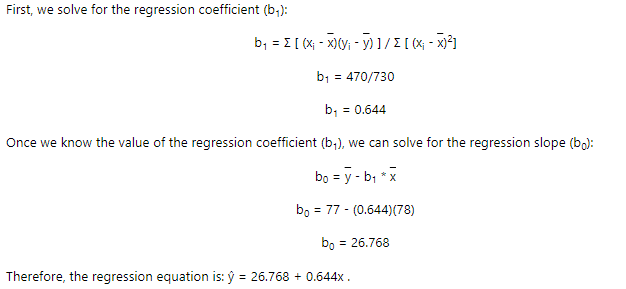 First, we solve for the regression coefficient (b₁):
b₁ = Σ [ (xᵢ - x̅)(yᵢ - y̅) ] / Σ [ (xᵢ - x̅)²]
b₁ = 470/730
b₁ = 0.644
Once we know the value of the regression coefficient (b₁), we can solve for the regression slope (b₀):
b₀ = y̅ - b₁ * x̅
b₀ = 77 - (0.644)(78)
b₀ = 26.768
Therefore, the regression equation is: ŷ = 26.768 + 0.644x .